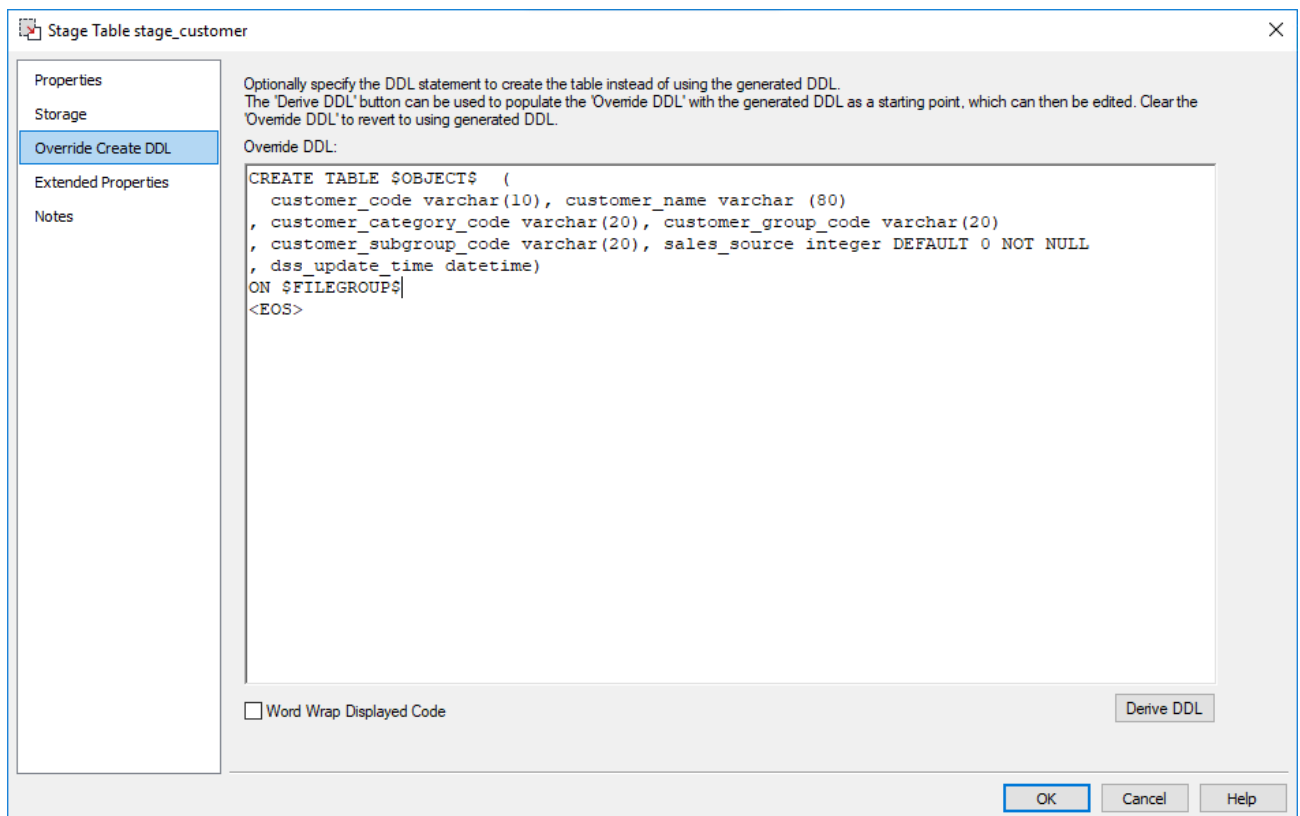 Stage Table stage_customer
Properties
Storage
Override Create DDL
Extended Properties
Notes
Optionally specify the DDL statement to create the table instead of using the generated DDL.
The 'Derive DDL' button can be used to populate the 'Override DDL' with the generated DDL as a starting point, which can then be edited. Clear the
'Override DDL' to revert to using generated DDL.
Override DDL:
CREATE TABLE $OBJECT$  (
  customer_code varchar(10), customer_name varchar (80)
, customer_category_code varchar(20), customer_group_code varchar(20)
, customer_subgroup_code varchar(20), sales_source integer DEFAULT 0 NOT NULL
, dss_update_time datetime)
ON $FILEGROUP$
<EOS>
Word Wrap Displayed Code
Derive DDL
OK
Cancel
Help